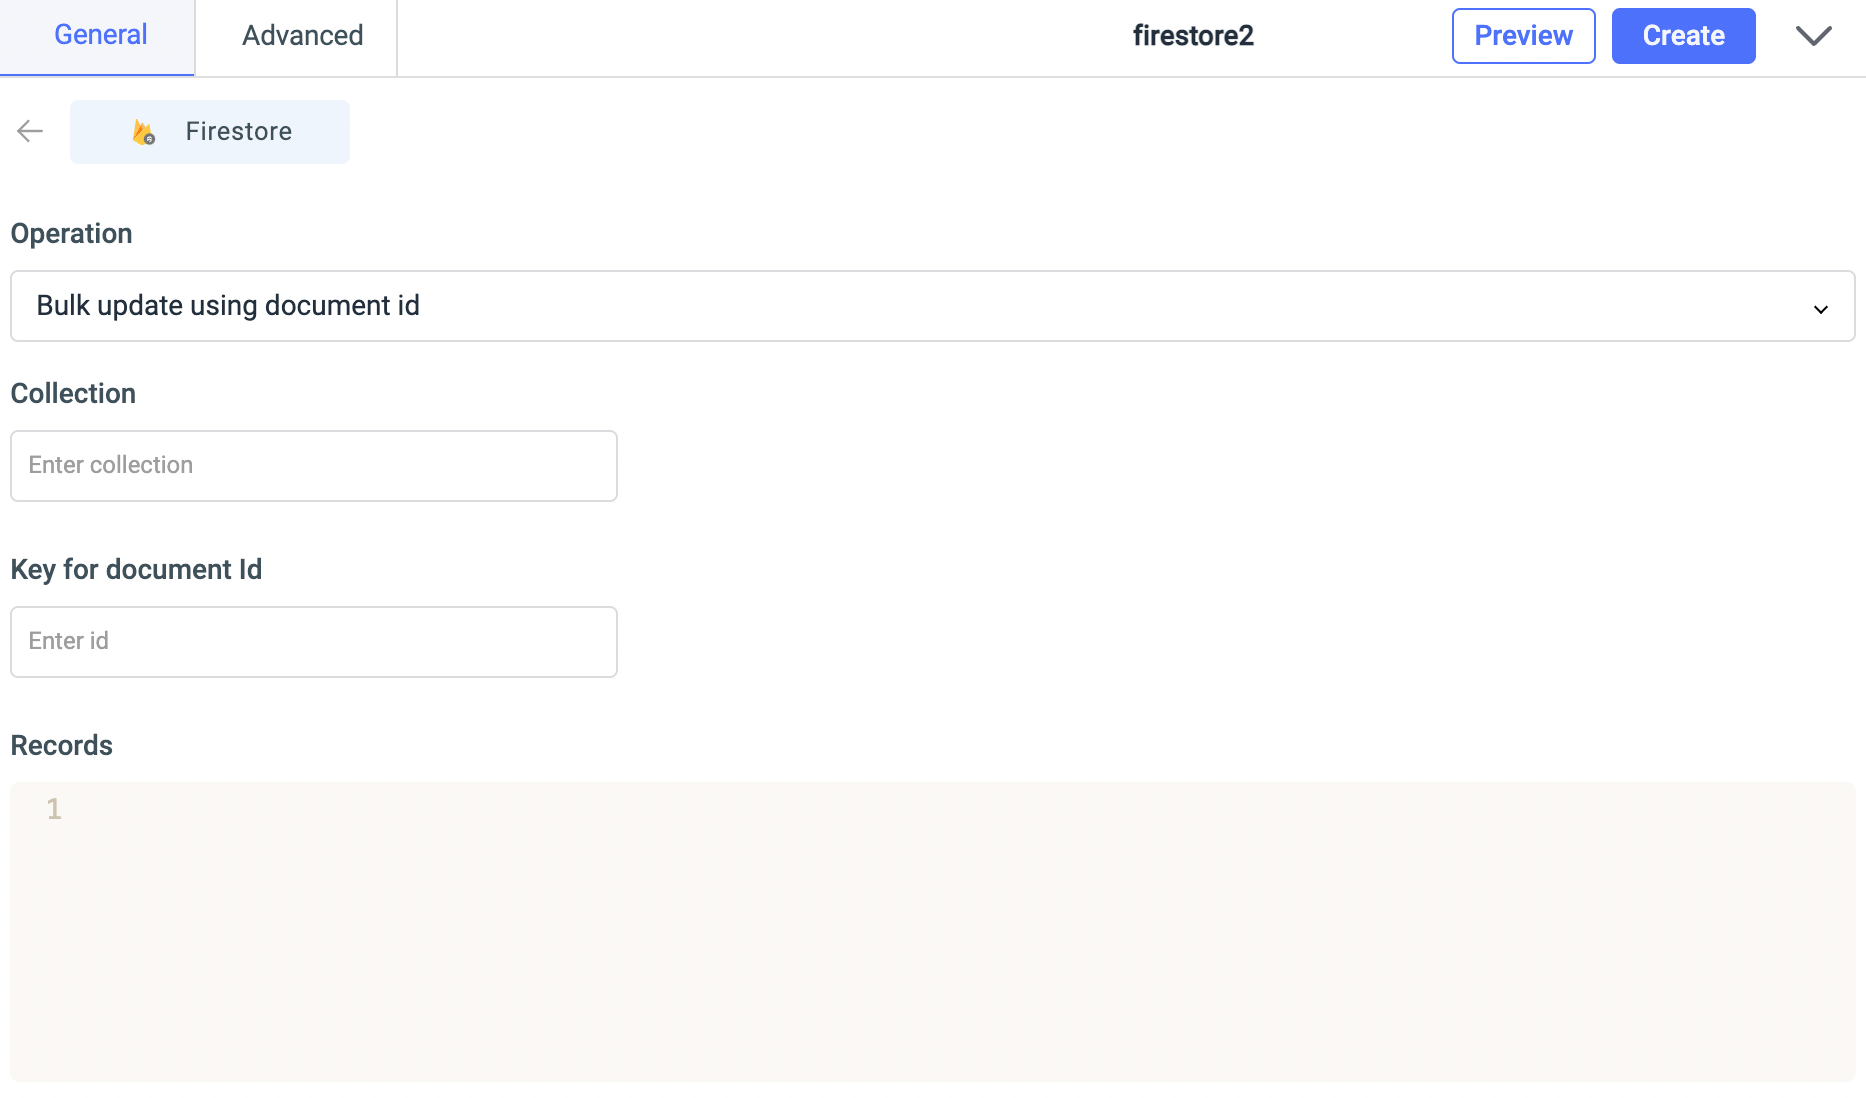 General Advanced firestore2 Preview Create
Firestore
Operation
Bulk update using document id
Collection
Enter collection
Key for document Id
Enter id
Records
1